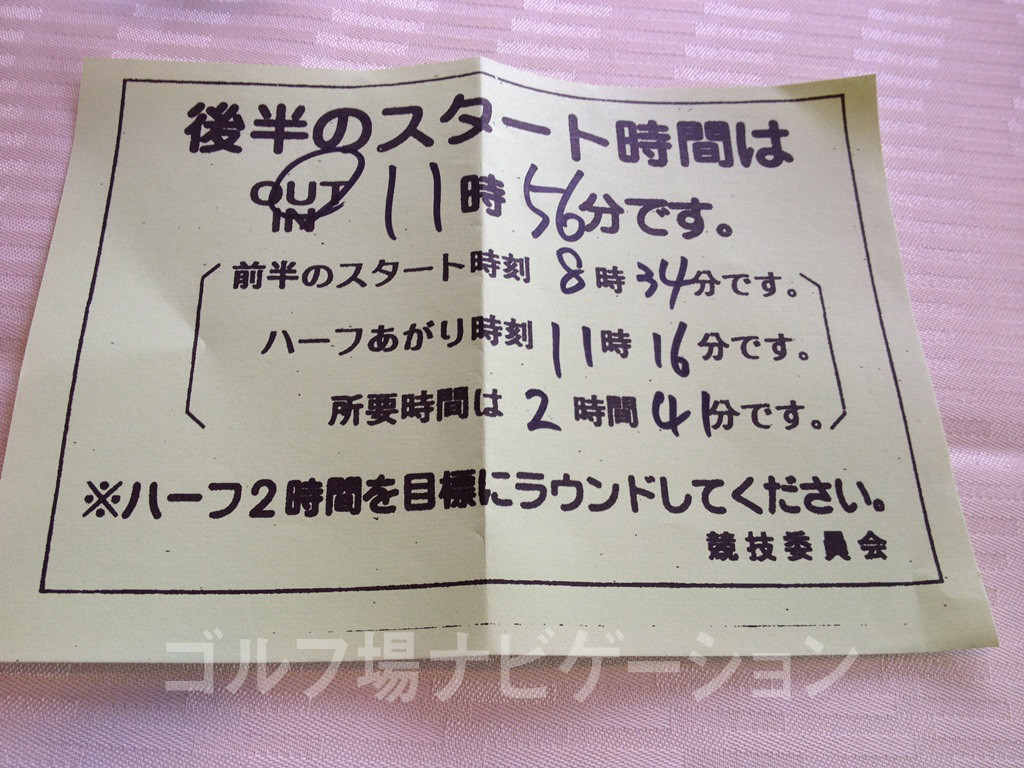 後半のスタート時間は
OUT
IN
11時56分です。
前半のスタート時刻 8時34分です。
ハーフあがり時刻 11時16分です。
所要時間は 2時間41分です。
※ハーフ2時間を目標にラウンドしてください。
競技委員会
ゴルフ場ナビゲーション